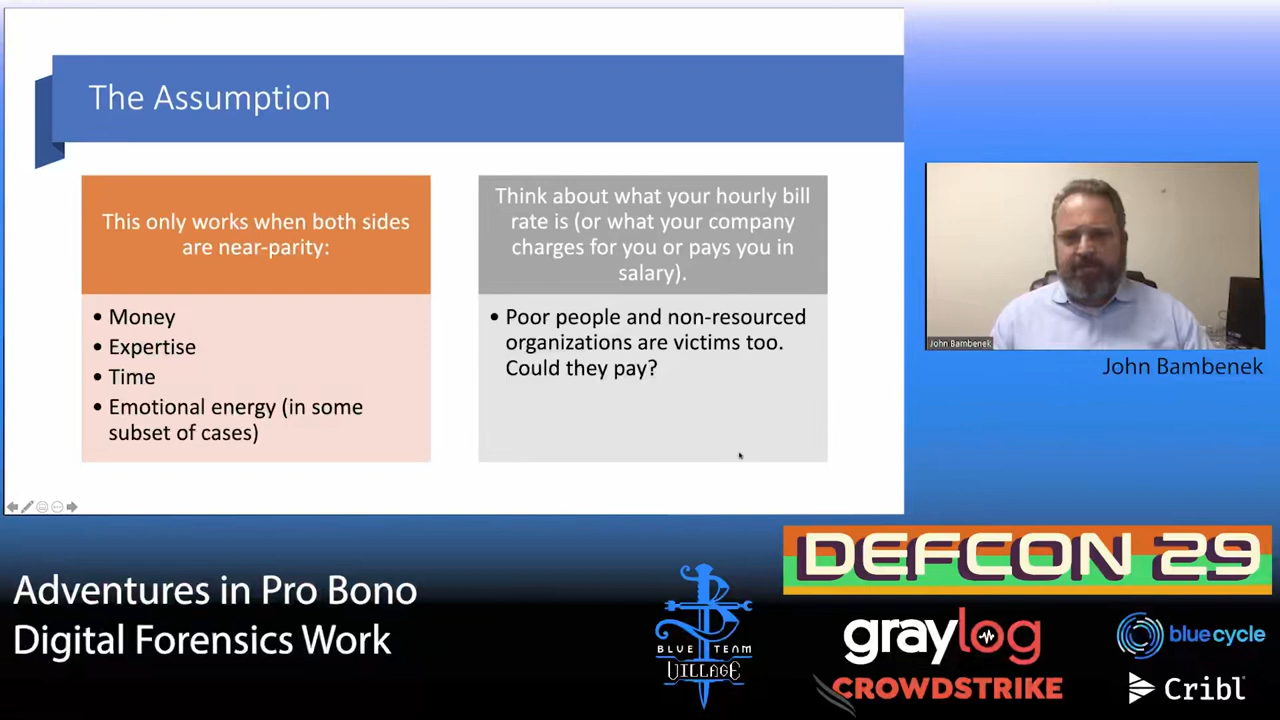 The Assumption
This only works when both sides
are near-parity:
• Money
• Expertise
• Time
• Emotional energy (in some
subset of cases)
Think about what your hourly bill
rate is (or what your company
charges for you or pays you in
salary).
• Poor people and non-resourced
organizations are victims too.
Could they pay?
John Bambenek
John Bambenek
Adventures in Pro Bono
Digital Forensics Work
BLUE TEAM
VILLAGE
DEFCON 29
graylog
blue cycle
CROWDSTRIKE
Cribl